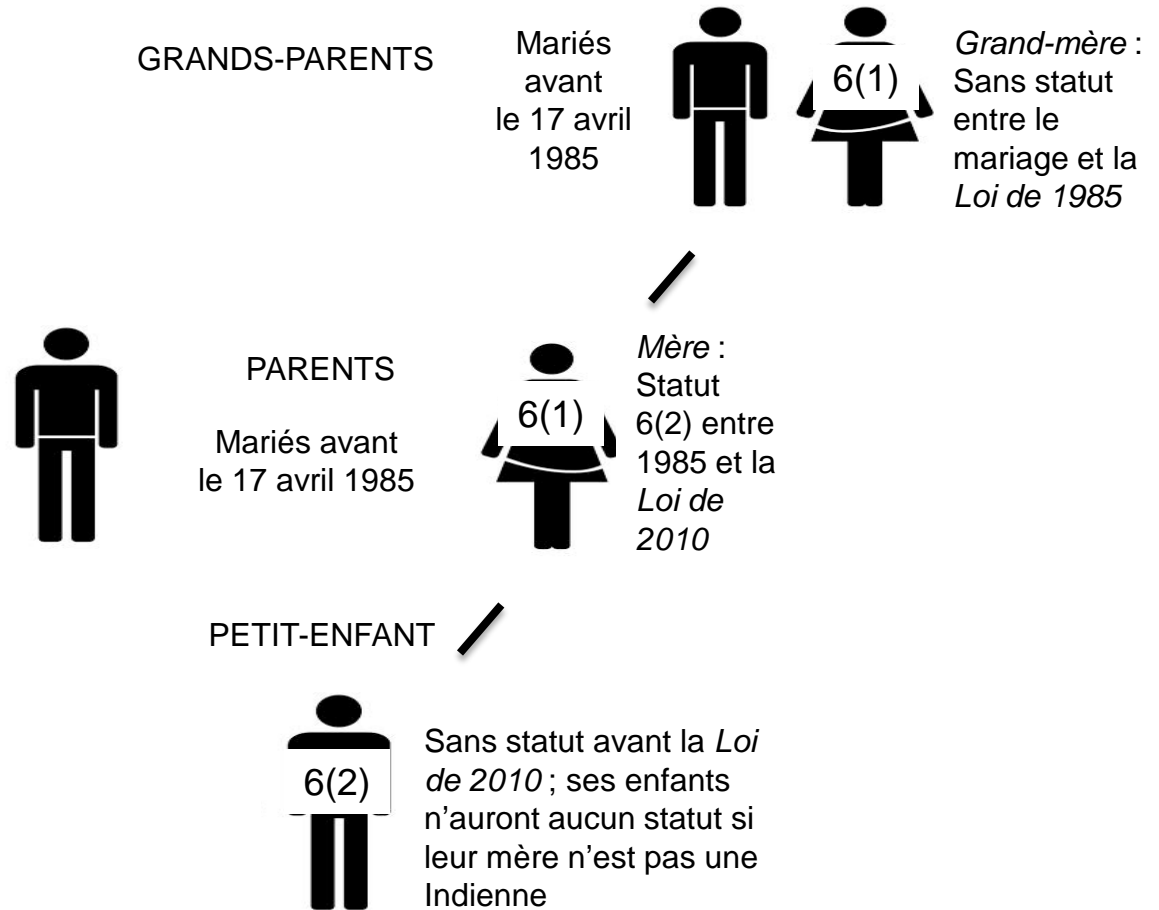 GRANDS-PARENTS
Mariés
avant
le 17 avril
1985
6(1)
Grand-mère :
Sans statut
entre le
mariage et la
Loi de 1985
PARENTS
Mariés avant
le 17 avril 1985
6(1)
Mère :
Statut
6(2) entre
1985 et la
Loi de
2010
PETIT-ENFANT
6(2)
Sans statut avant la Loi
de 2010 ; ses enfants
n’auront aucun statut si
leur mère n’est pas une
Indienne